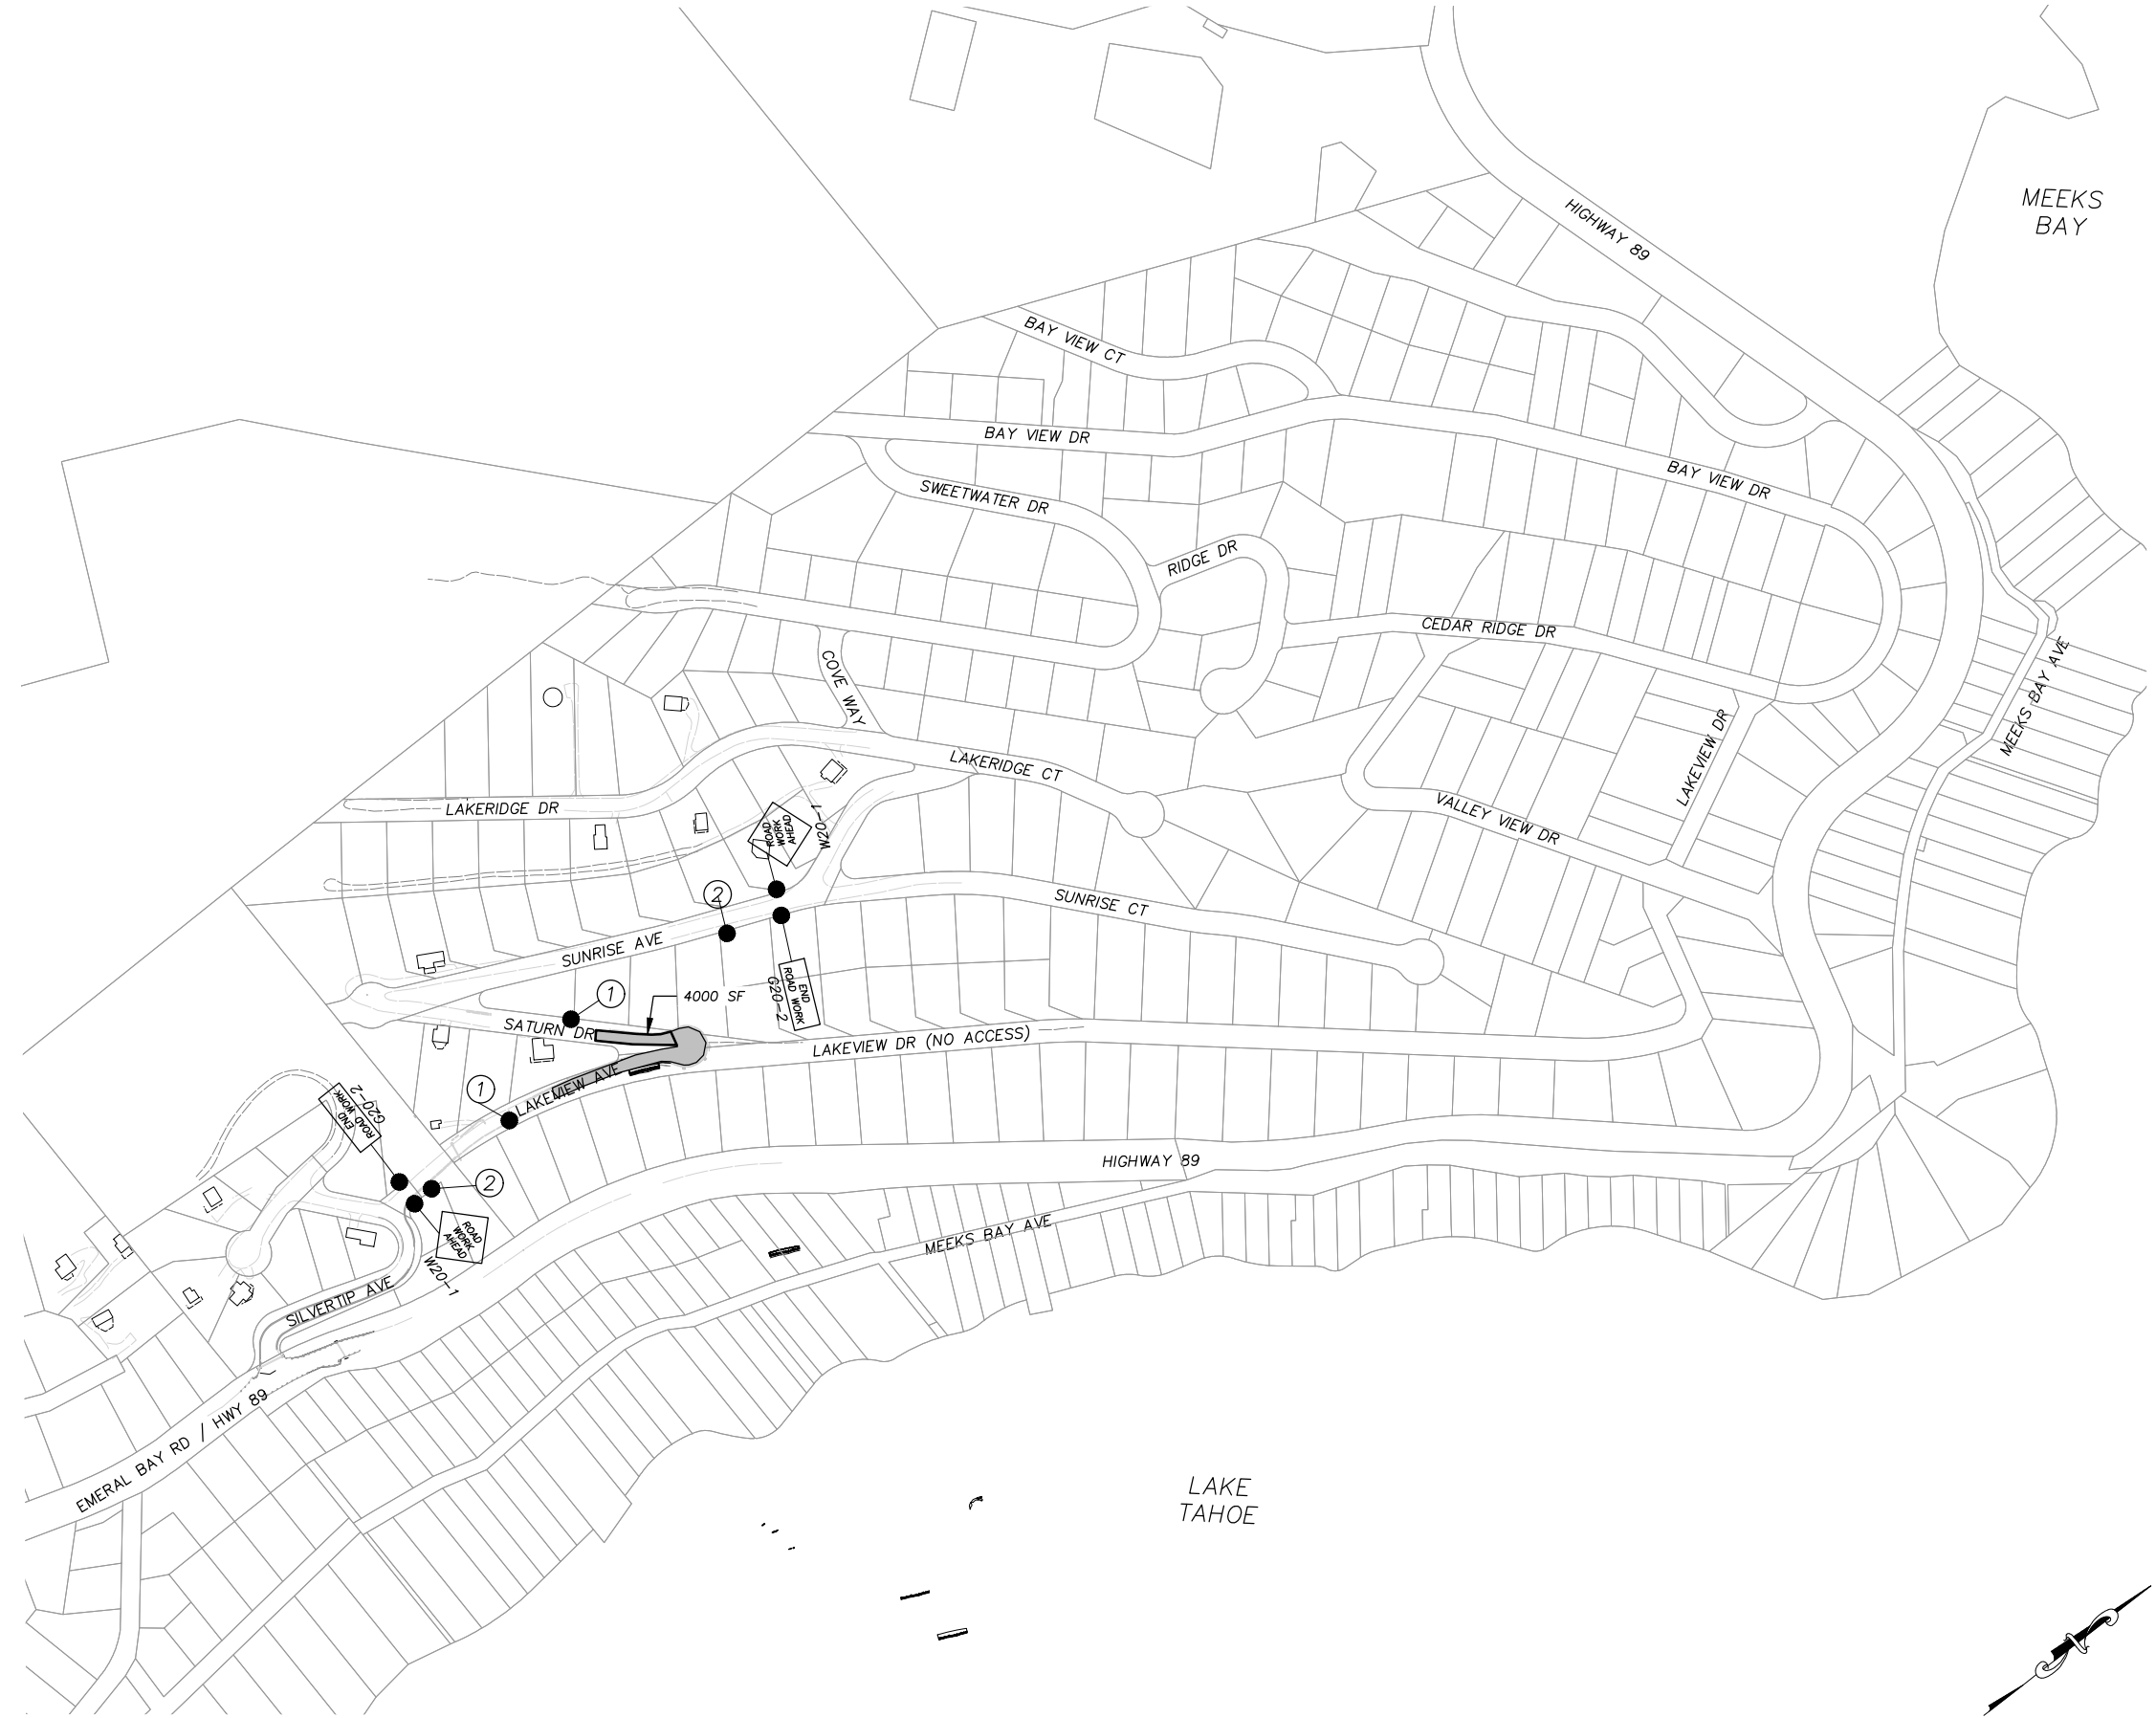 MEEKS
BAY
HIGHWAY 89
BAY VIEW CT
BAY VIEW DR
BAY VIEW DR
SWEETWATER DR
RIDGE DR
CEDAR RIDGE DR
COVE WAY
MEEKS BAY AVE
LAKEVIEW DR
LAKERIDGE CT
LAKERIDGE DR
VALLEY VIEW DR
ROAD
WORK
AHEAD
W20-1
2
SUNRISE CT
SUNRISE AVE
END
ROAD WORK
G20-2
1
4000 SF
SATURN DR
LAKEVIEW DR (NO ACCESS)
LAKEVIEW AVE
1
END
ROAD WORK
G20-2
HIGHWAY 89
2
ROAD
WORK
AHEAD
W20-1
MEEKS BAY AVE
SILVERTIP AVE
EMERAL BAY RD / HWY 89
LAKE
TAHOE
N